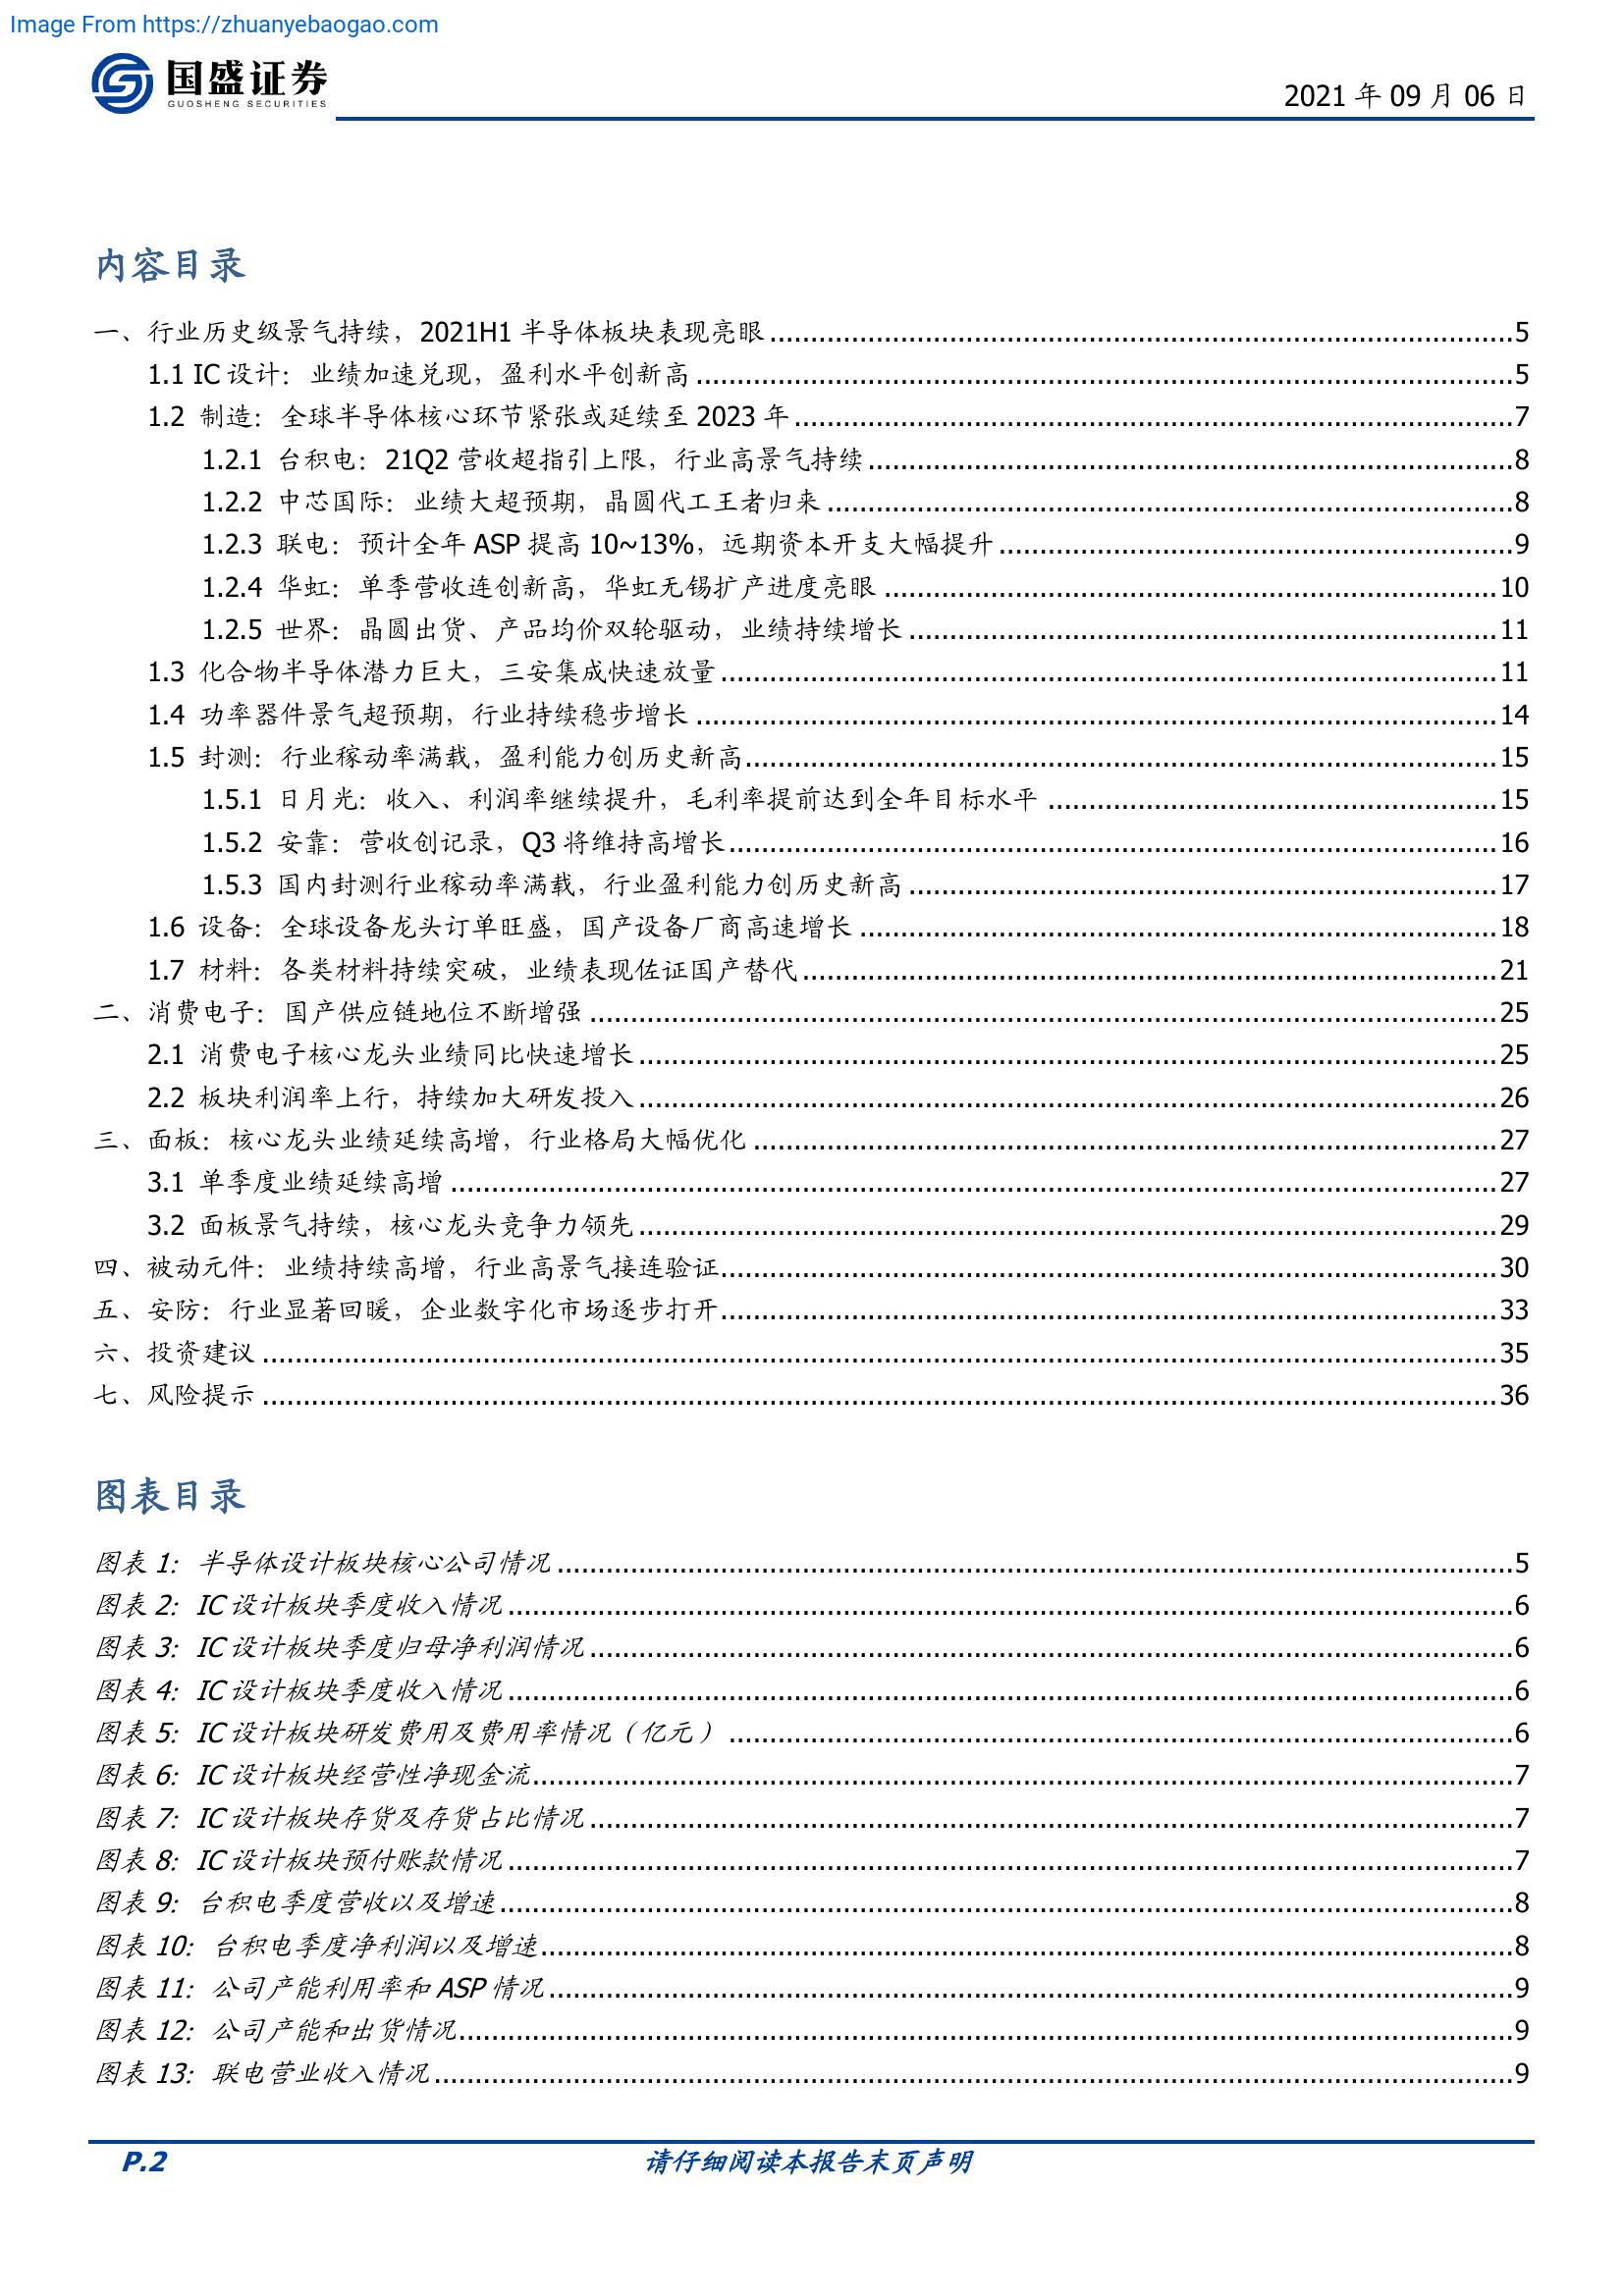 Image From https://zhuanyebaogao.com
国盛证券
GUOSHENG SECURITIES
2021 年 09 月 06 日
内容目录
一、行业历史级景气持续，2021H1 半导体板块表现亮眼 5
1.1 IC 设计：业绩加速兑现，盈利水平创新高 5
1.2 制造：全球半导体核心环节紧张或延续至 2023 年 7
1.2.1 台积电：21Q2 营收超指引上限，行业高景气持续 8
1.2.2 中芯国际：业绩大超预期，晶圆代工王者归来 8
1.2.3 联电：预计全年 ASP 提高 10~13%，远期资本开支大幅提升 9
1.2.4 华虹：单季营收连创新高，华虹无锡扩产进度亮眼 10
1.2.5 世界：晶圆出货、产品均价双轮驱动，业绩持续增长 11
1.3 化合物半导体潜力巨大，三安集成快速放量 11
1.4 功率器件景气超预期，行业持续稳步增长 14
1.5 封测：行业稼动率满载，盈利能力创历史新高 15
1.5.1 日月光：收入、利润率继续提升，毛利率提前达到全年目标水平 15
1.5.2 安靠：营收创记录，Q3 将维持高增长 16
1.5.3 国内封测行业稼动率满载，行业盈利能力创历史新高 17
1.6 设备：全球设备龙头订单旺盛，国产设备厂商高速增长 18
1.7 材料：各类材料持续突破，业绩表现佐证国产替代 21
二、消费电子：国产供应链地位不断增强 25
2.1 消费电子核心龙头业绩同比快速增长 25
2.2 板块利润率上行，持续加大研发投入 26
三、面板：核心龙头业绩延续高增，行业格局大幅优化 27
3.1 单季度业绩延续高增 27
3.2 面板景气持续，核心龙头竞争力领先 29
四、被动元件：业绩持续高增，行业高景气接连验证 30
五、安防：行业显著回暖，企业数字化市场逐步打开 33
六、投资建议 35
七、风险提示 36
图表目录
图表 1: 半导体设计板块核心公司情况 5
图表 2: IC 设计板块季度收入情况 6
图表 3: IC 设计板块季度归母净利润情况 6
图表 4: IC 设计板块季度收入情况 6
图表 5: IC 设计板块研发费用及费用率情况（亿元） 6
图表 6: IC 设计板块经营性净现金流 7
图表 7: IC 设计板块存货及存货占比情况 7
图表 8: IC 设计板块预付账款情况 7
图表 9: 台积电季度营收以及增速 8
图表 10: 台积电季度净利润以及增速 8
图表 11: 公司产能利用率和 ASP 情况 9
图表 12: 公司产能和出货情况 9
图表 13: 联电营业收入情况 9
P.2
请仔细阅读本报告末页声明